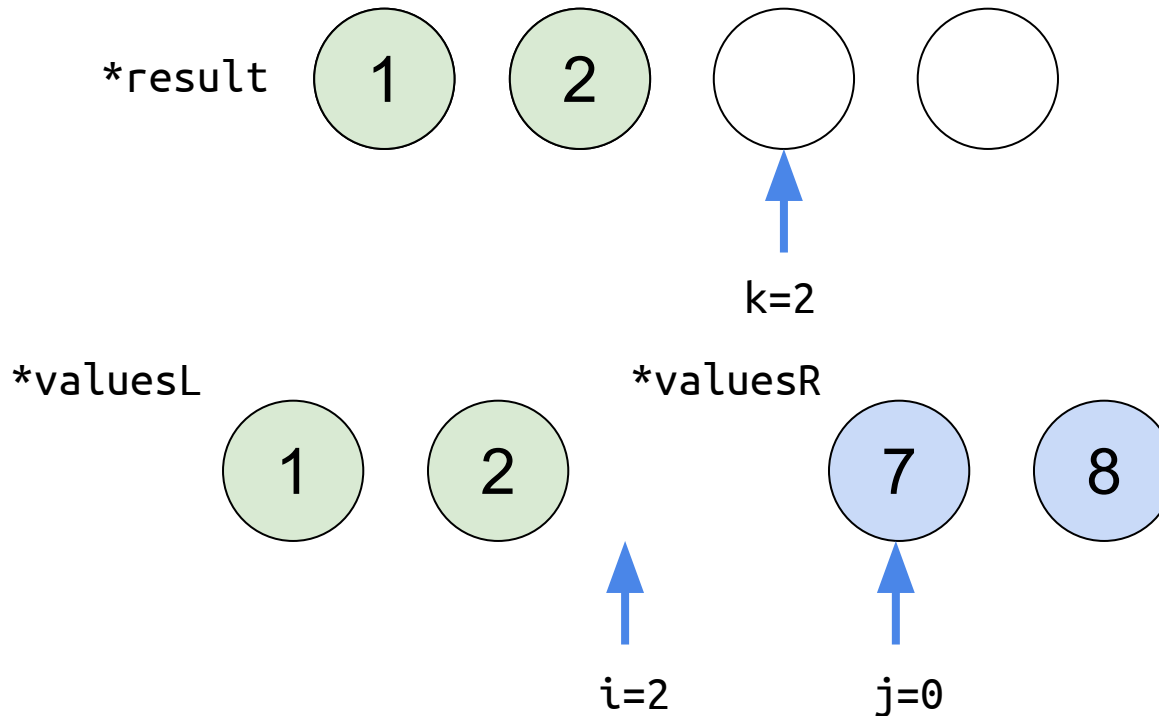 *result 1 2
k=2
*valuesL *valuesR
1 2 7 8
i=2 j=0